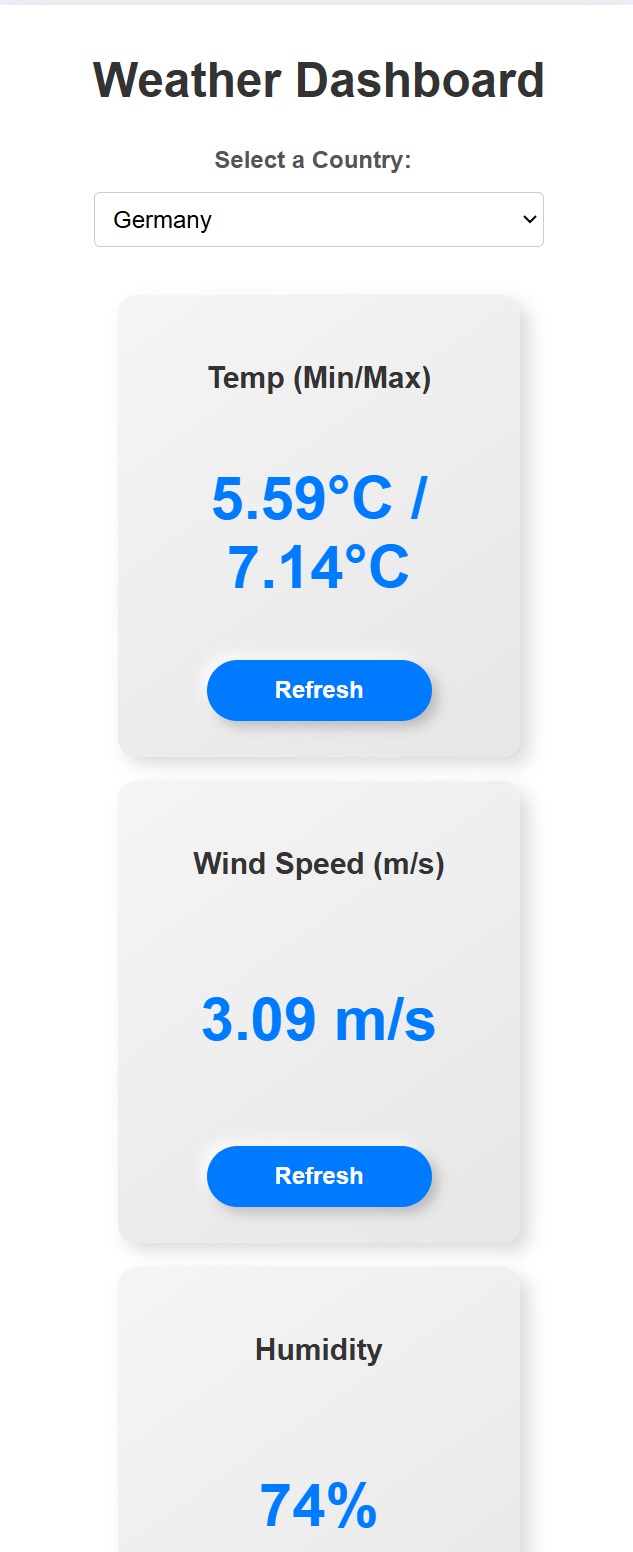 Weather Dashboard
Select a Country:
Germany
Temp (Min/Max)
5.59°C /
7.14°C
Refresh
Wind Speed (m/s)
3.09 m/s
Refresh
Humidity
74%